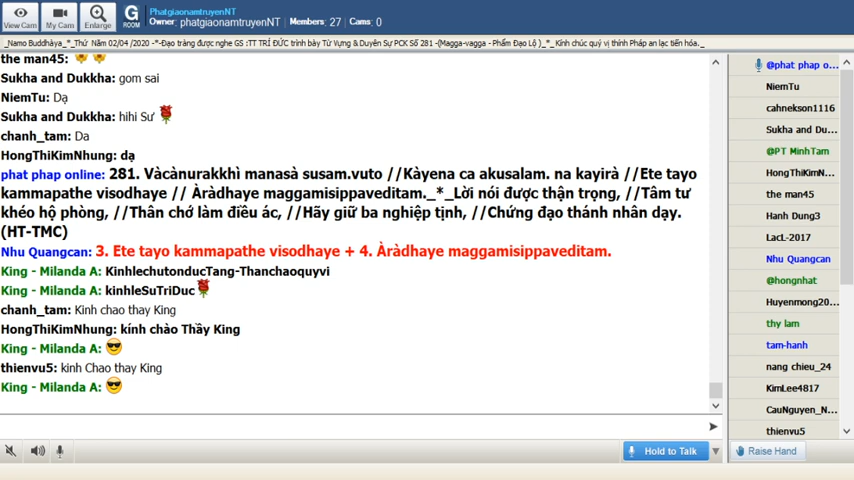 View Cam
My Cam
Enlarge
G
ROOM
PhatgiaonamtruyenNT
Owner: phatgiaonamtruyenNT | Members: 27 | Cams: 0
_Namo Buddhàya_*_Thứ Năm 02/04 /2020 -*-Đạo tràng được nghe GS :TT TRÍ ĐỨC trình bày Từ Vựng & Duyên Sự PCK Số 281 -(Magga-vagga - Phẩm Đạo Lộ )_*_ Kính chúc quý vị thính Pháp an lạc tiến hóa._
the man45:
Sukha and Dukkha: gom sai
NiemTu: Dạ
Sukha and Dukkha: hihi Sư
chanh_tam: Da
HongThiKimNhung: dạ
phat phap online: 281. Vàcànurakkhì manasà susam.vuto //Kàyena ca akusalam. na kayirà //Ete tayo
kammapathe visodhaye // Àràdhaye maggamisippaveditam._*_Lời nói được thận trọng, //Tâm tư
khéo hộ phòng, //Thân chớ làm điều ác, //Hãy giữ ba nghiệp tịnh, //Chứng đạo thánh nhân dạy.
(HT-TMC)
Nhu Quangcan: 3. Ete tayo kammapathe visodhaye + 4. Àràdhaye maggamisippaveditam.
King - Milanda A: KinhlechutonducTang-Thanchaoquyvi
King - Milanda A: kinhleSuTriDuc
chanh_tam: Kinh chao thay King
HongThiKimNhung: kính chào Thầy King
King - Milanda A:
thienvu5: kinh Chao thay King
King - Milanda A:
Hold to Talk
@phat phap o...
NiemTu
cahnekson1116
Sukha and Du...
@PT MinhTam
HongThiKimN...
the man45
Hanh Dung3
LacL-2017
Nhu Quangcan
@hongnhat
Huyenmong20...
thy lam
tam-hanh
nang chieu_24
KimLee4817
CauNguyen_N...
thienvu5
Raise Hand